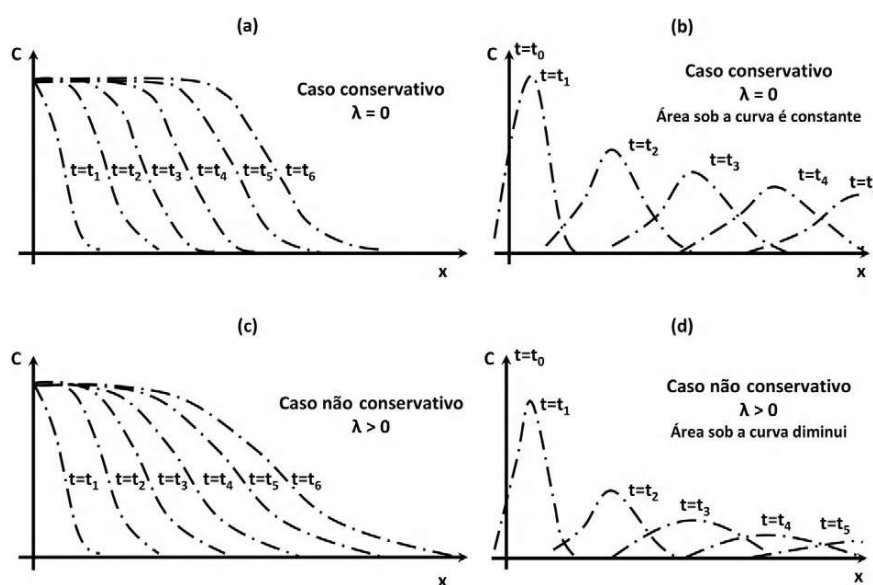 (a)
C
Caso conservativo
λ = 0
t=t₁ t=t₂ t=t₃ t=t₄ t=t₅ t=t₆
x
(b)
C
t=t₀
t=t₁
Caso conservativo
λ = 0
Área sob a curva é constante
t=t₂
t=t₃
t=t₄
t=t
x
(c)
C
Caso não conservativo
λ > 0
t=t₁ t=t₂ t=t₃ t=t₄ t=t₅ t=t₆
x
(d)
C
t=t₀
t=t₁
Caso não conservativo
λ > 0
Área sob a curva diminui
t=t₂
t=t₃
t=t₄
t=t₅
x